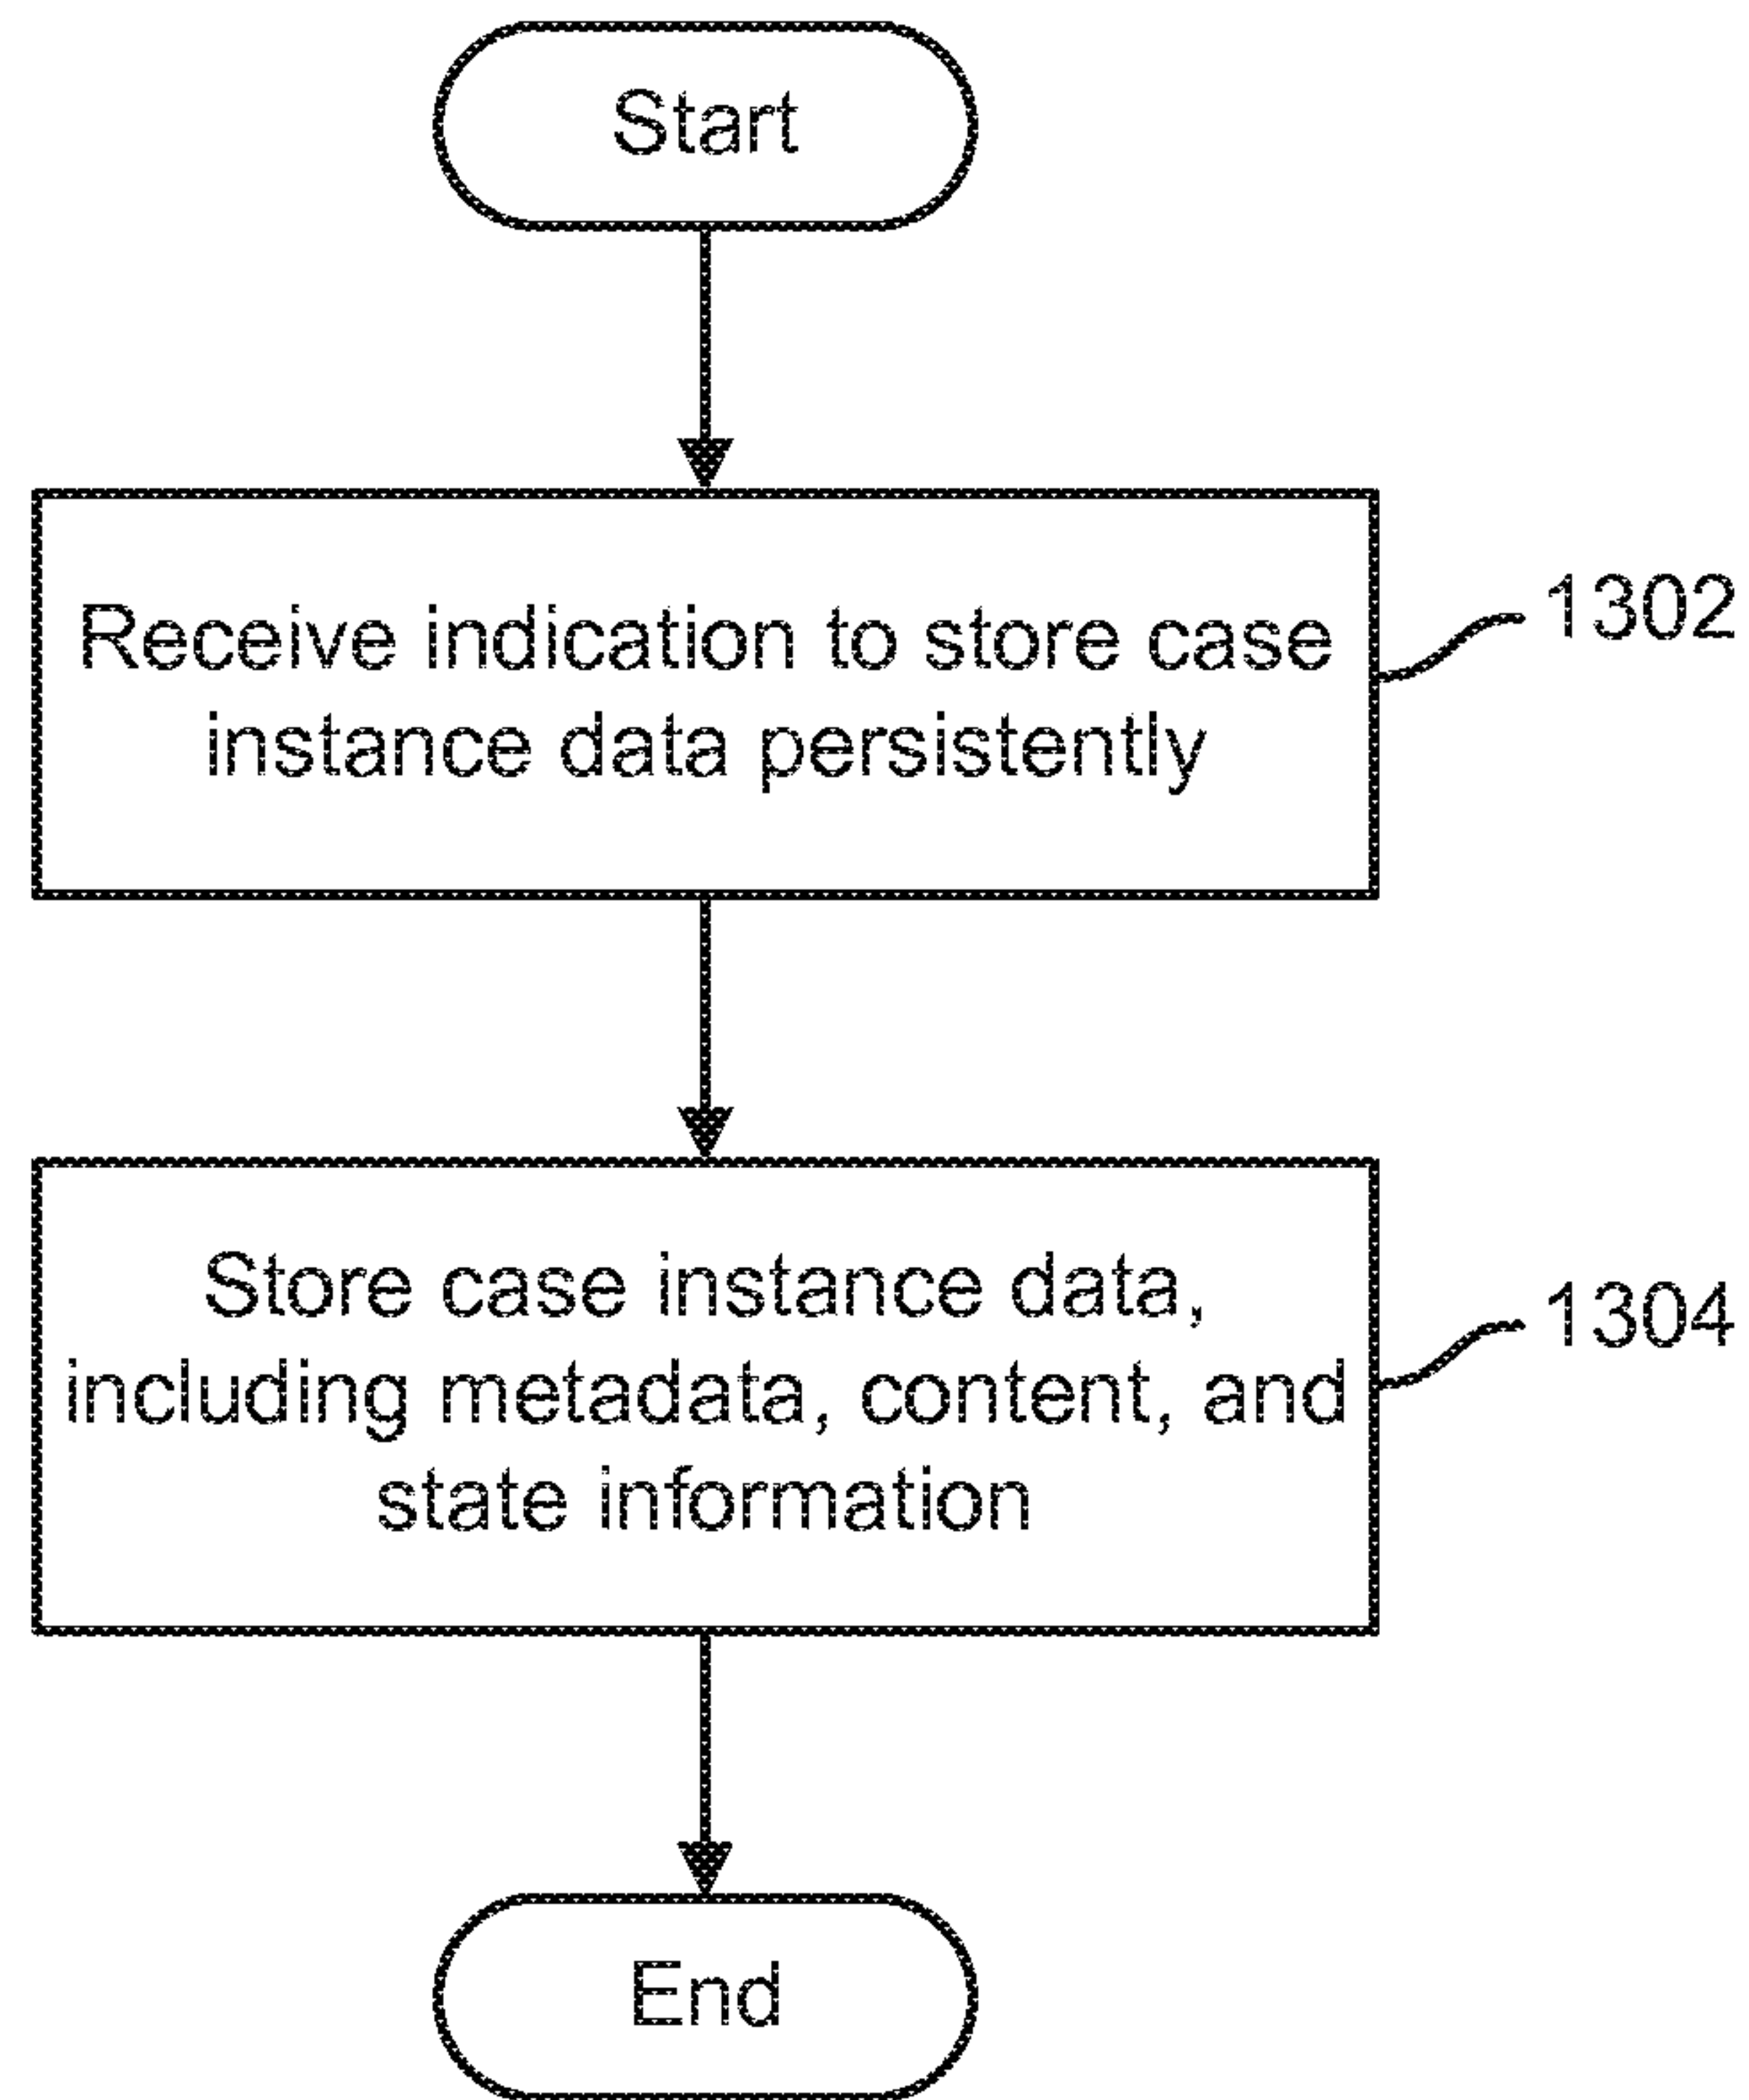 Start
Receive indication to store case
instance data persistently
1302
Store case instance data,
including metadata, content, and
state information
1304
End